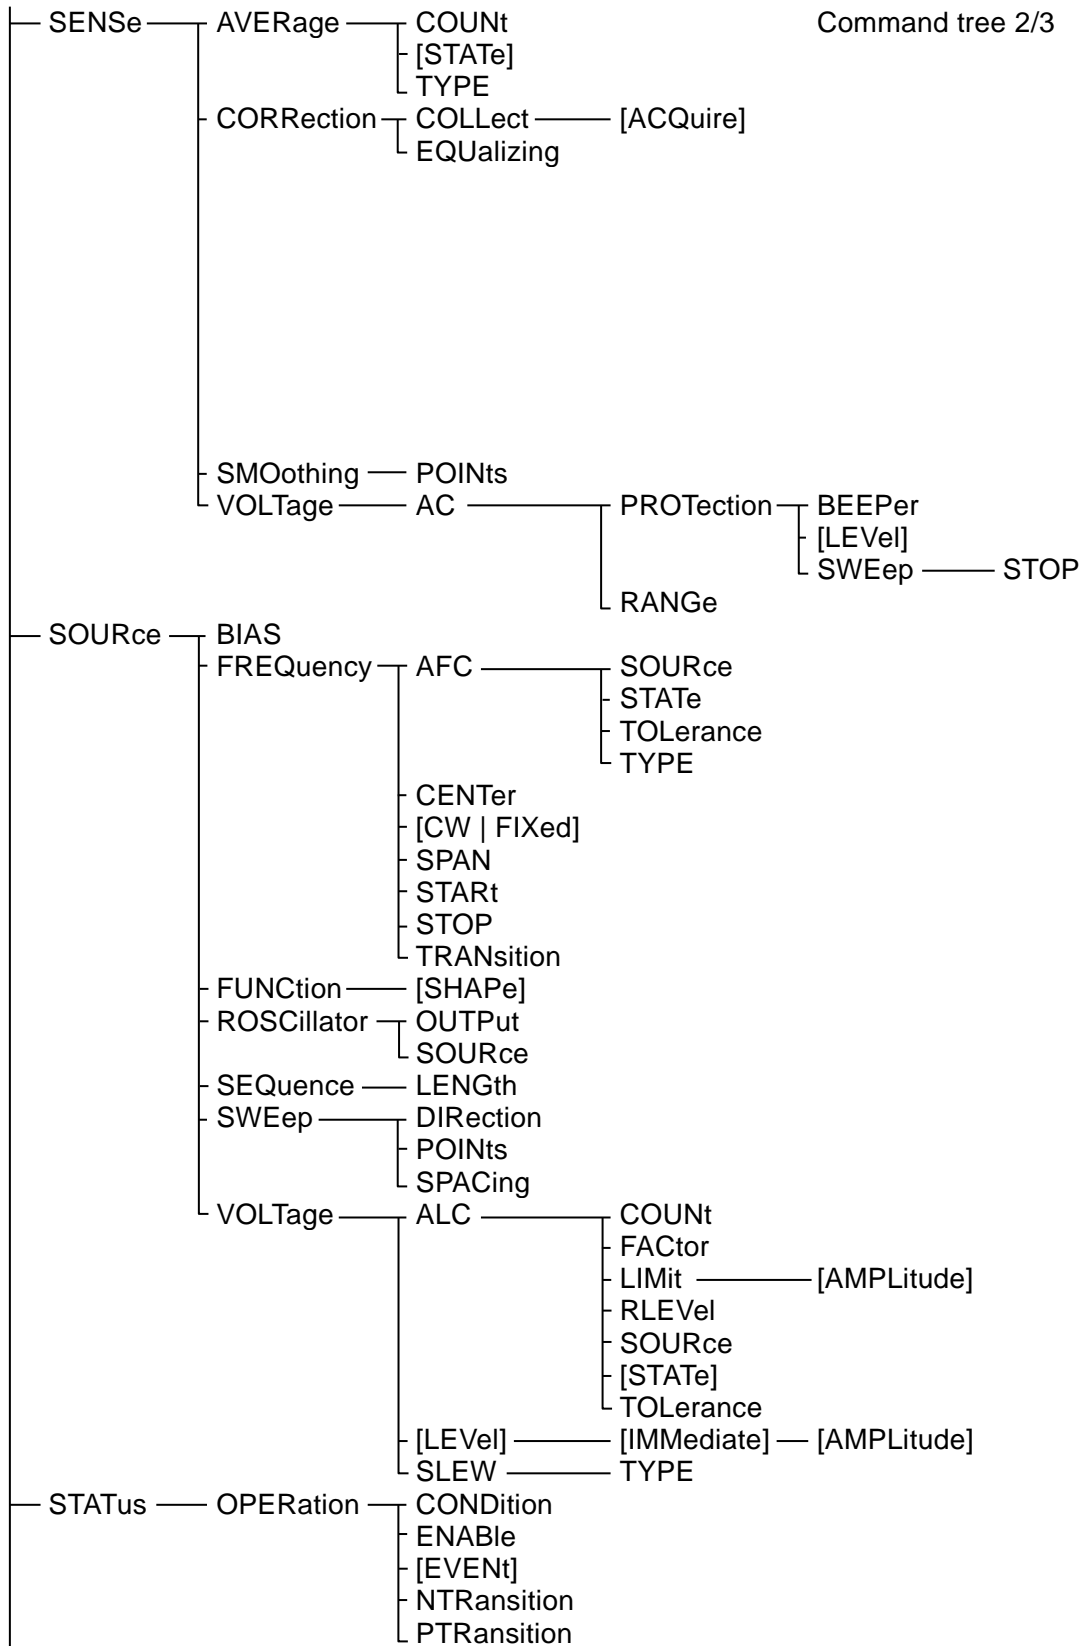 SENSe AVERage COUNt Command tree 2/3
[STATe]
TYPE
CORRection COLLect [ACQuire]
EQUalizing
SMOothing POINts
VOLTage AC PROTection BEEPer
[LEVel]
SWEep STOP
RANGe
SOURce BIAS
FREQuency AFC SOURce
STATe
TOLerance
TYPE
CENTer
[CW | FIXed]
SPAN
STARt
STOP
TRANsition
FUNCtion [SHAPe]
ROSCillator OUTPut
SOURce
SEQuence LENGth
SWEep DIRection
POINts
SPACing
VOLTage ALC COUNt
FACtor
LIMit [AMPLitude]
RLEVel
SOURce
[STATe]
TOLerance
[LEVel] [IMMediate] [AMPLitude]
SLEW TYPE
STATus OPERation CONDition
ENABle
[EVENt]
NTRansition
PTRansition